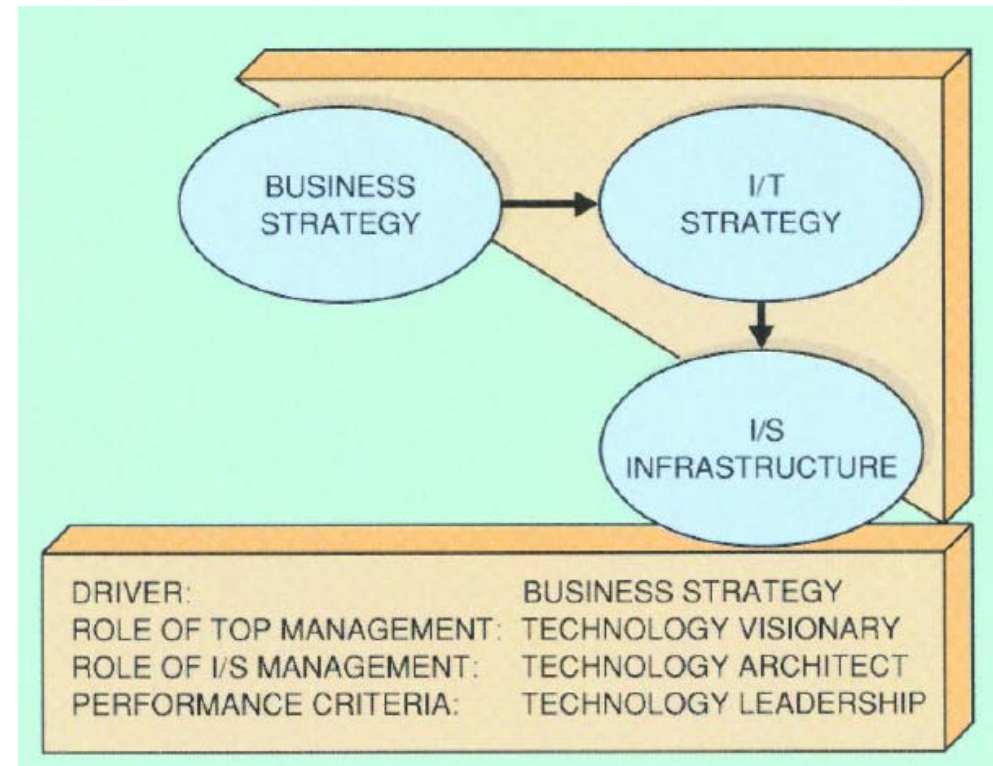 BUSINESS
STRATEGY
I/T
STRATEGY
I/S
INFRASTRUCTURE
DRIVER: BUSINESS STRATEGY
ROLE OF TOP MANAGEMENT: TECHNOLOGY VISIONARY
ROLE OF I/S MANAGEMENT: TECHNOLOGY ARCHITECT
PERFORMANCE CRITERIA: TECHNOLOGY LEADERSHIP